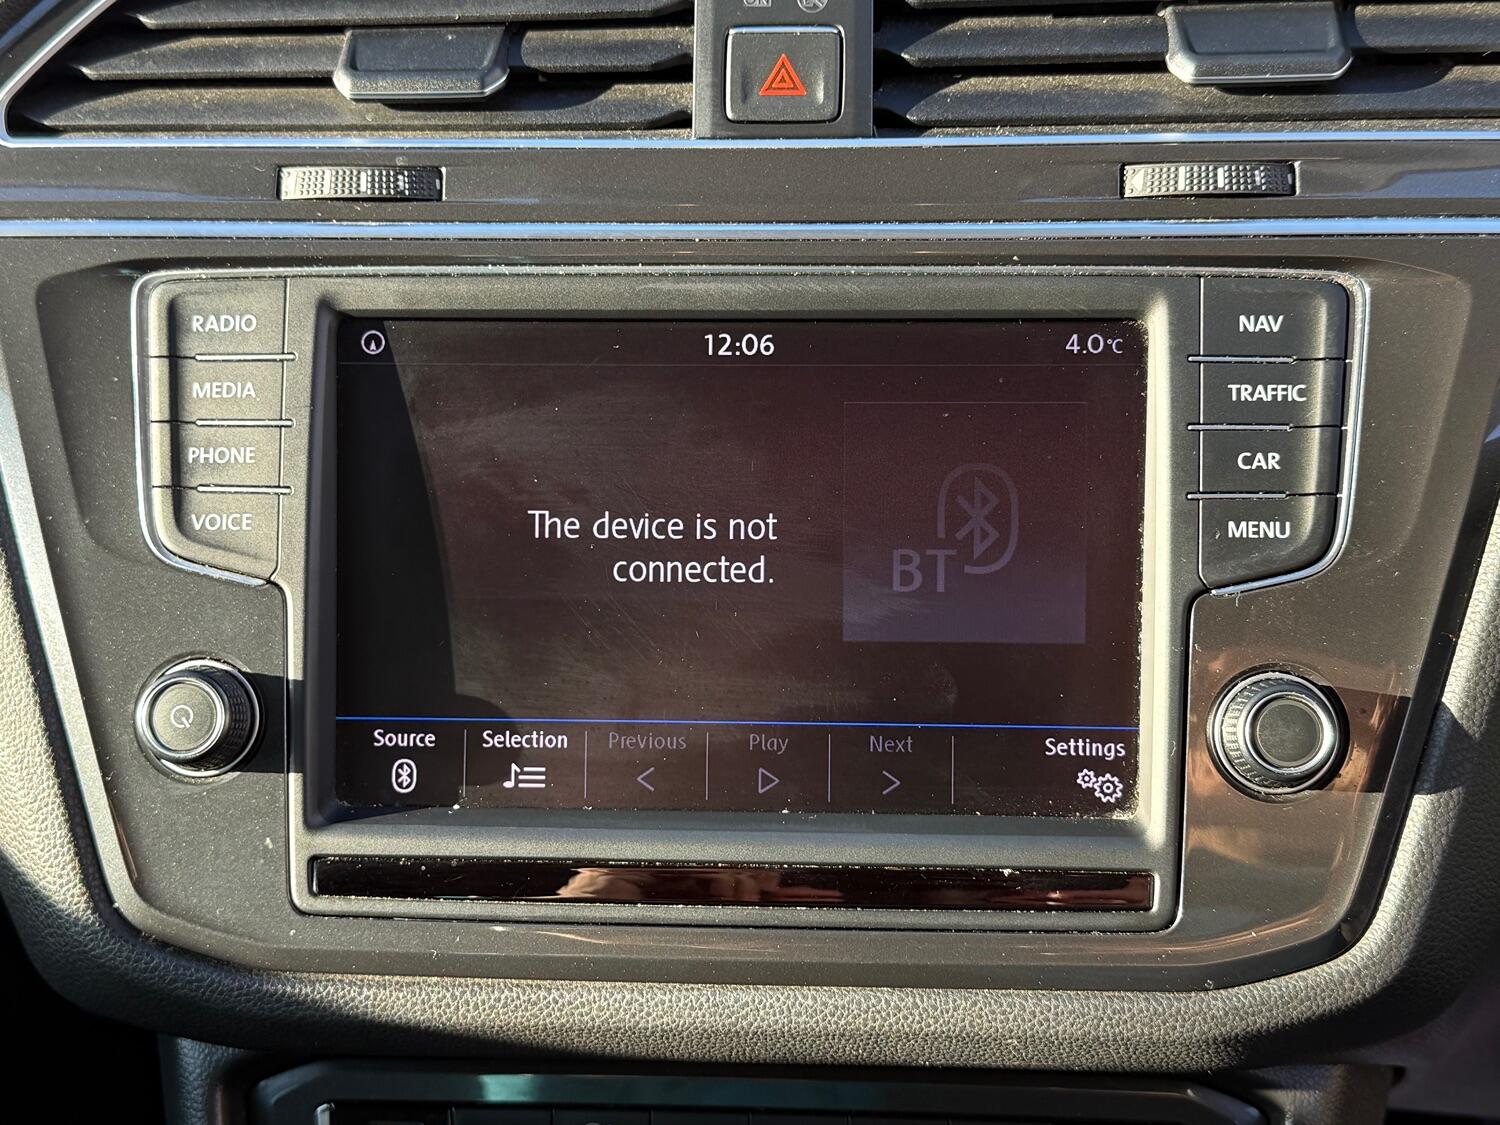 RADIO
MEDIA
PHONE
VOICE
12:06
4.0°C
The device is not
connected.
BT
Source
Selection
Previous
Play
Next
Settings
NAV
TRAFFIC
CAR
MENU